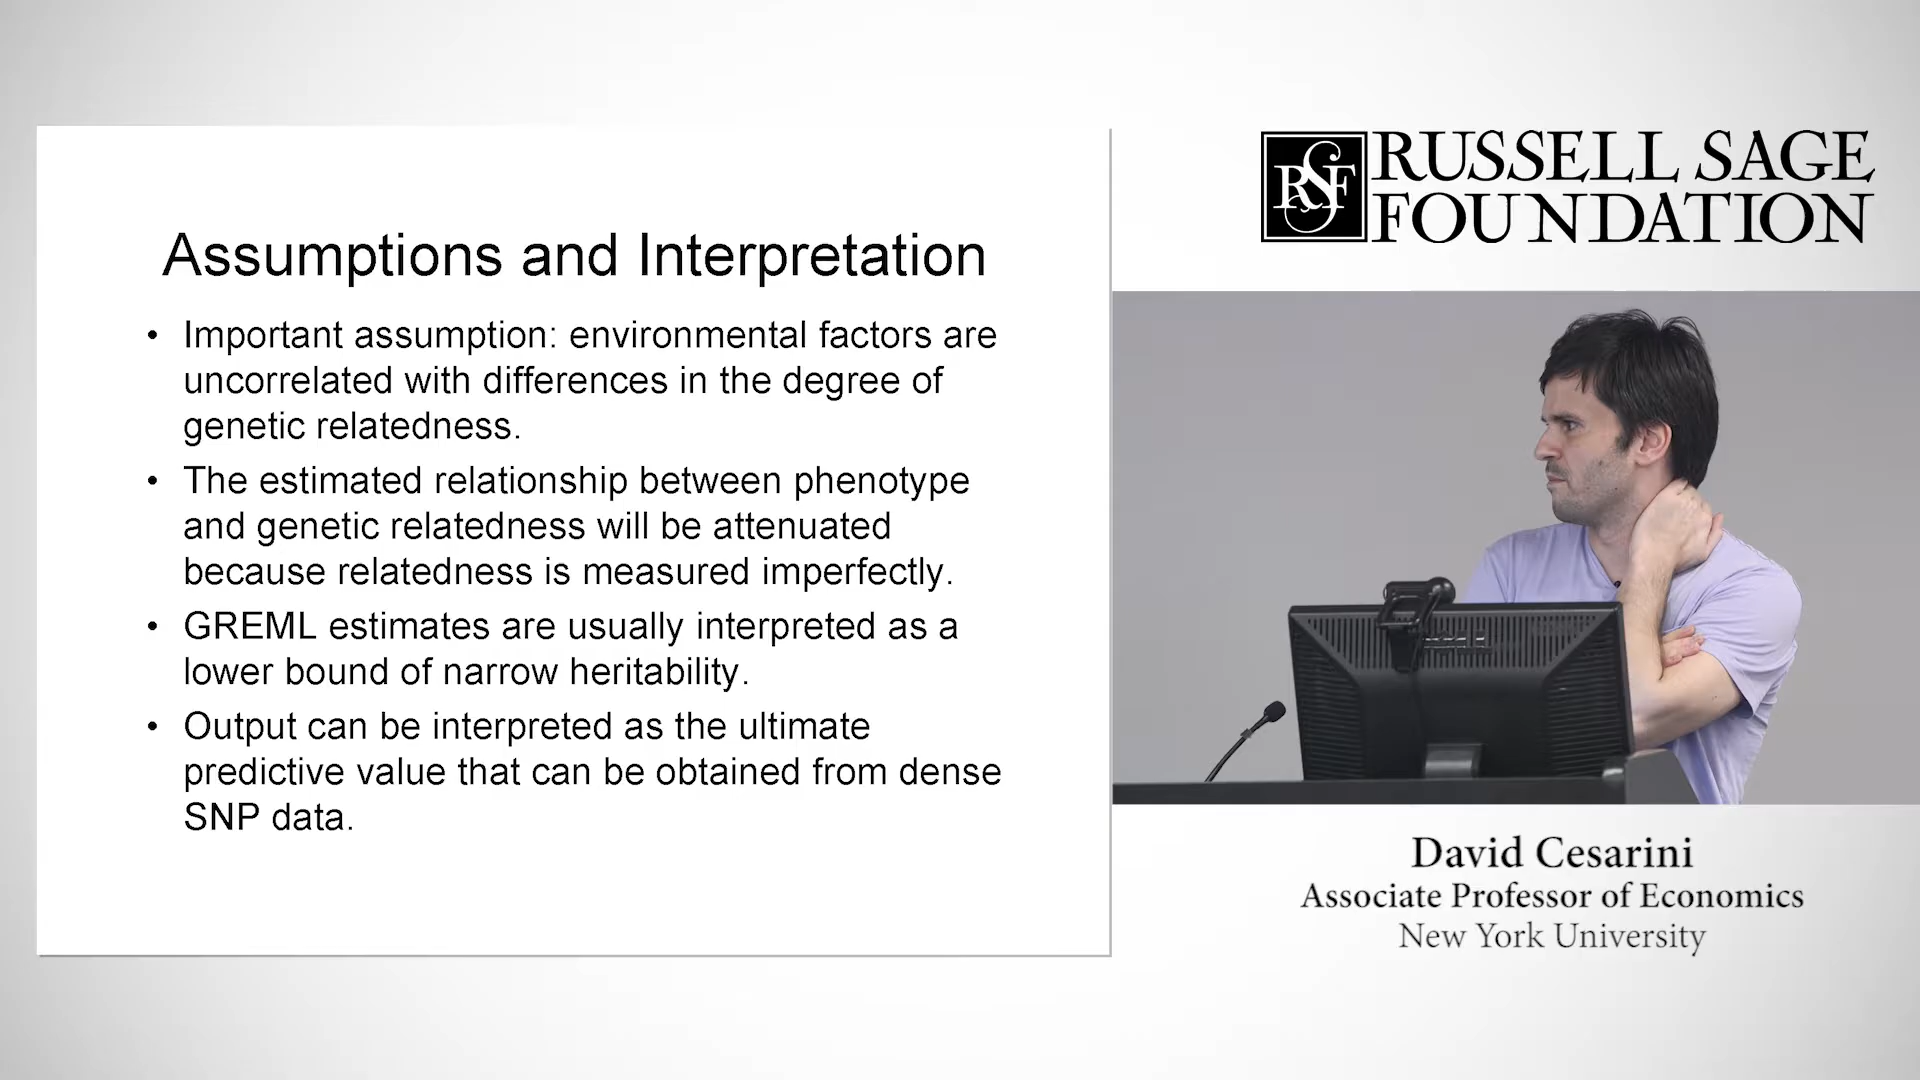 RSF
RUSSELL SAGE
FOUNDATION
Assumptions and Interpretation
• Important assumption: environmental factors are
uncorrelated with differences in the degree of
genetic relatedness.
• The estimated relationship between phenotype
and genetic relatedness will be attenuated
because relatedness is measured imperfectly.
• GREML estimates are usually interpreted as a
lower bound of narrow heritability.
• Output can be interpreted as the ultimate
predictive value that can be obtained from dense
SNP data.
David Cesarini
Associate Professor of Economics
New York University